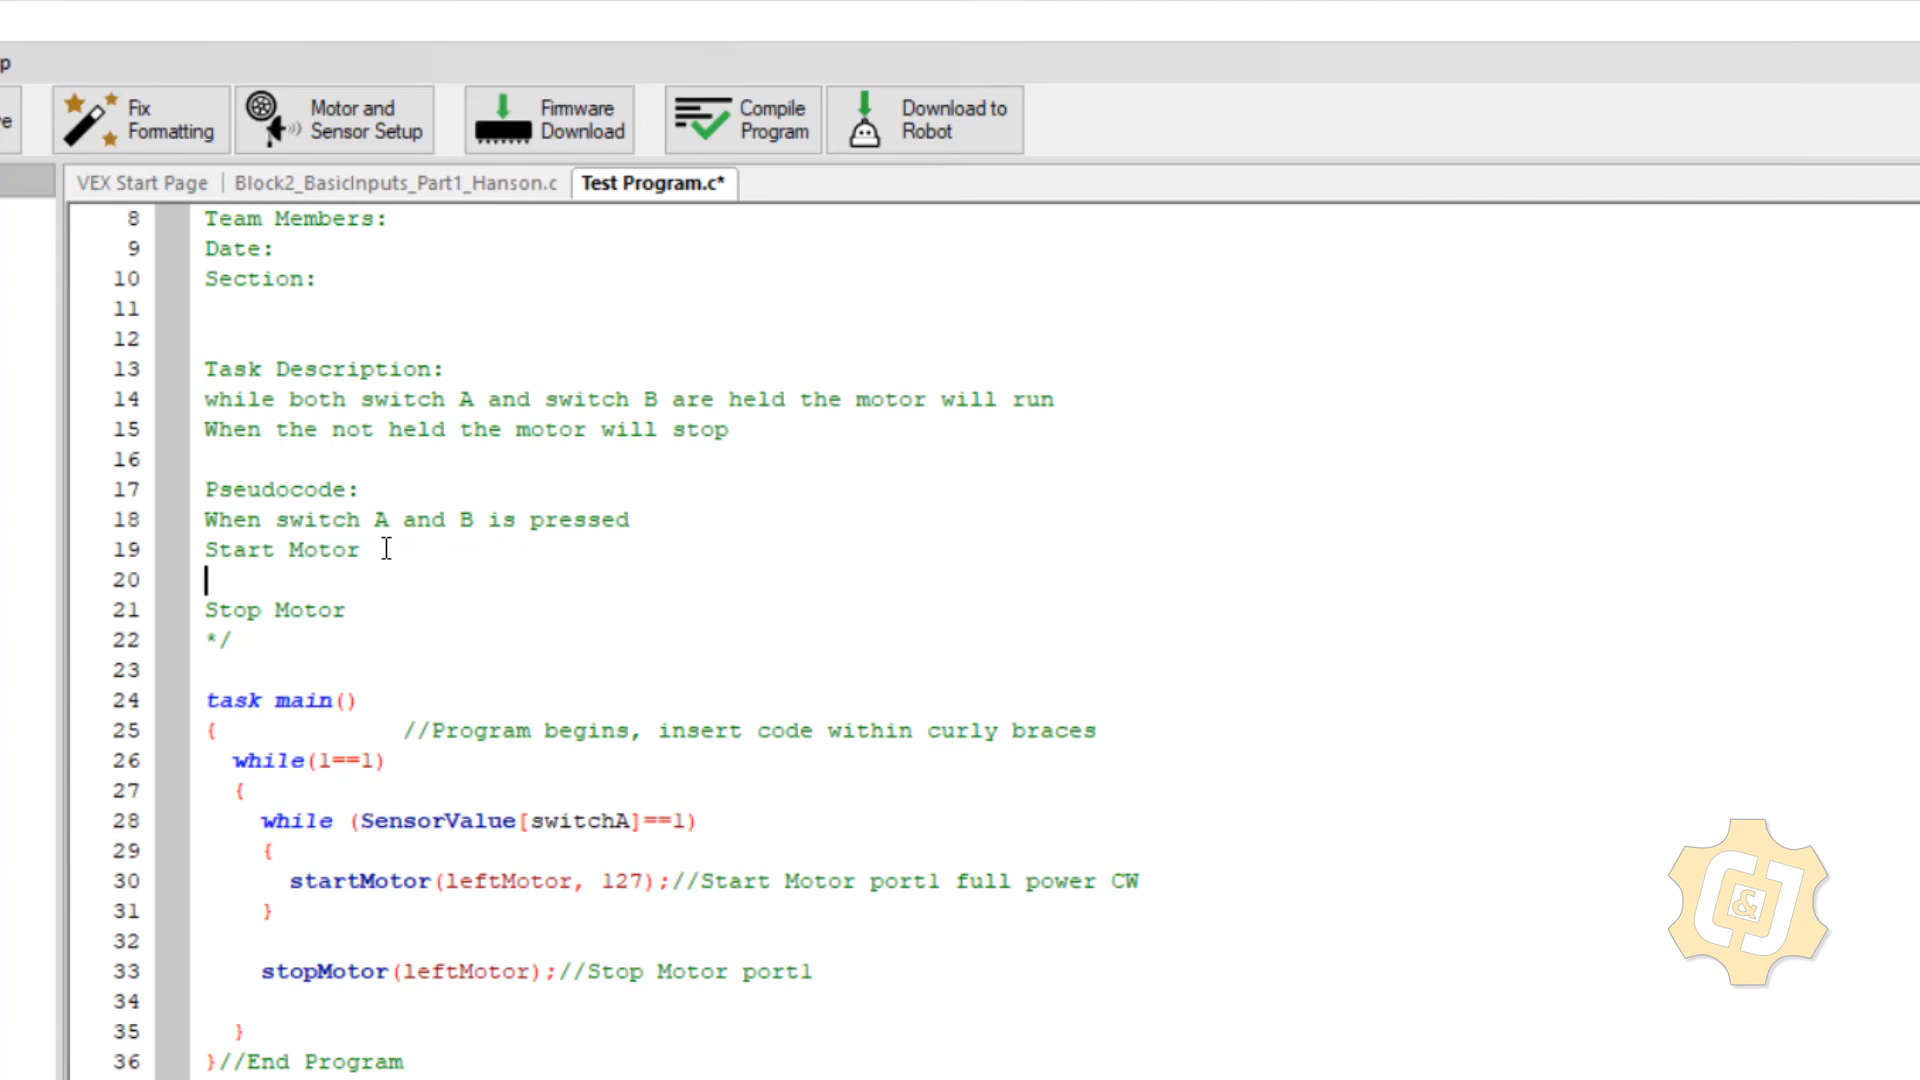 p
e
Fix Formatting
Motor and Sensor Setup
Firmware Download
Compile Program
Download to Robot
VEX Start Page
Block2_BasicInputs_Part1_Hanson.c
Test Program.c*
8 Team Members:
9 Date:
10 Section:
11
12
13 Task Description:
14 while both switch A and switch B are held the motor will run
15 When the not held the motor will stop
16
17 Pseudocode:
18 When switch A and B is pressed
19 Start Motor
20
21 Stop Motor
22 */
23
24 task main()
25 { //Program begins, insert code within curly braces
26 while(1==1)
27 {
28 while (SensorValue[switchA]==1)
29 {
30 startMotor(leftMotor, 127);//Start Motor port1 full power CW
31 }
32
33 stopMotor(leftMotor);//Stop Motor port1
34
35 }
36 }//End Program
C&J